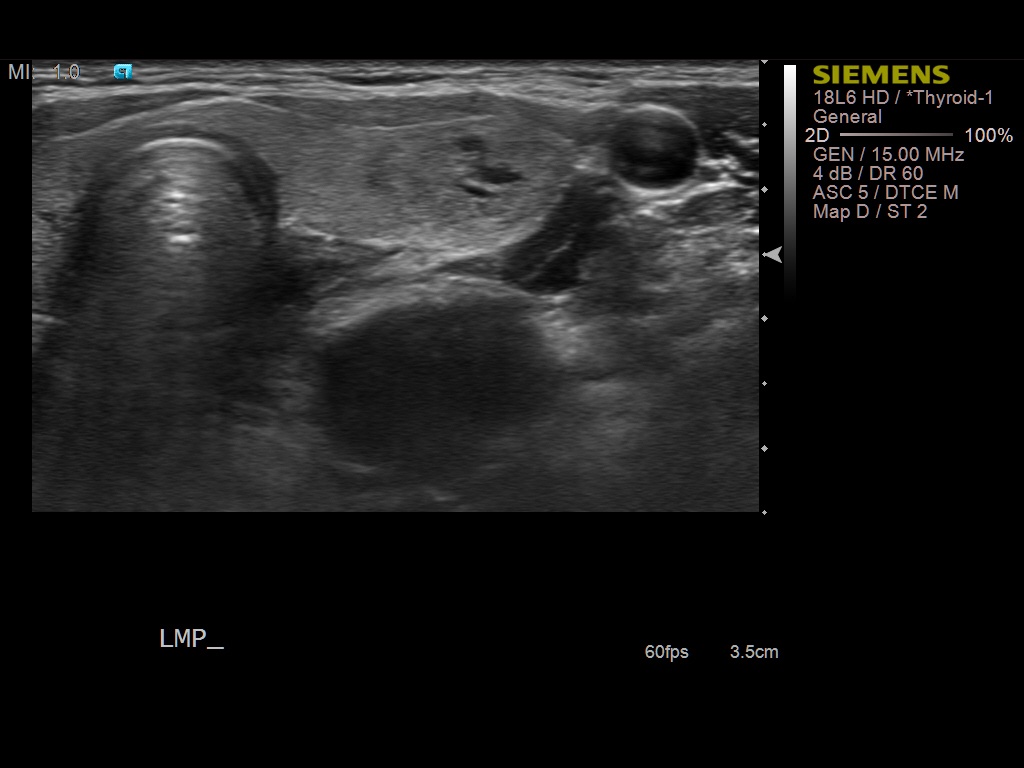 MI: 1.0
SIEMENS
18L6 HD / *Thyroid-1
General
2D 100%
GEN / 15.00 MHz
4 dB / DR 60
ASC 5 / DTCE M
Map D / ST 2
LMP_
60fps 3.5cm